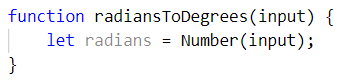 function radiansToDegrees(input) {
    let radians = Number(input);
}